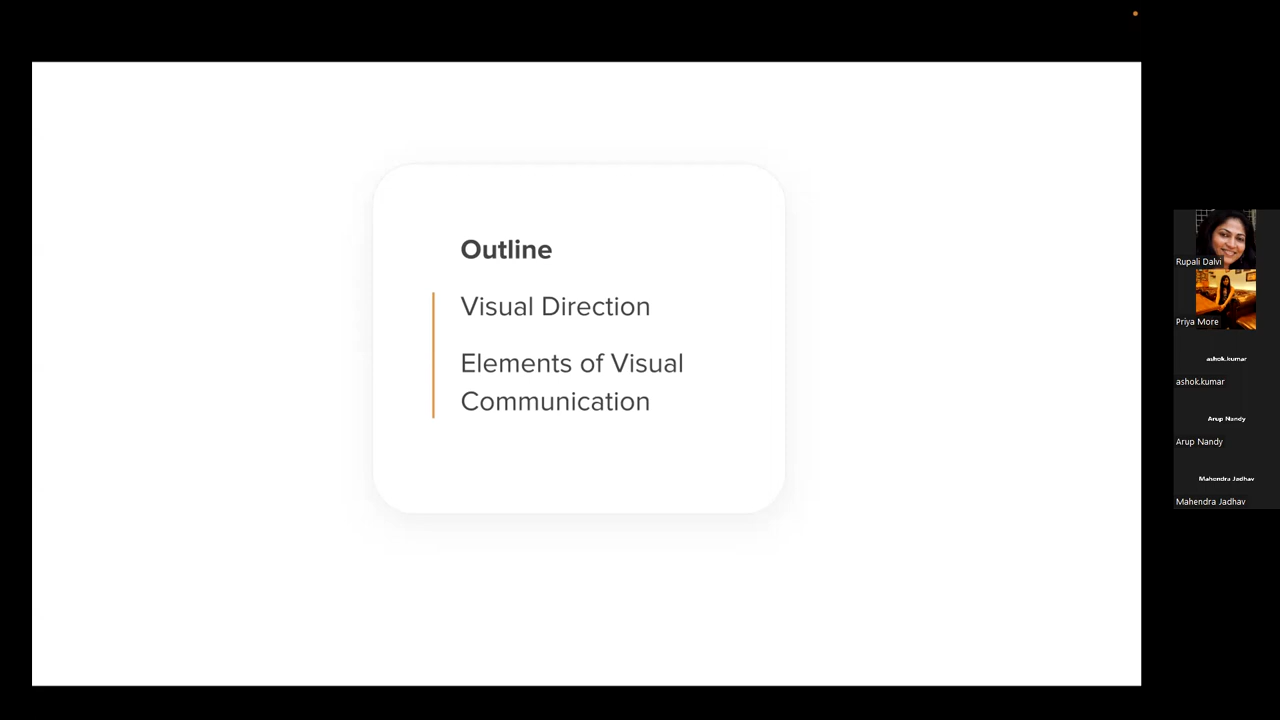 Outline
Visual Direction
Elements of Visual
Communication
Rupali Dalvi
Priya More
ashok.kumar
ashok.kumar
Arup Nandy
Arup Nandy
Mahendra Jadhav
Mahendra Jadhav